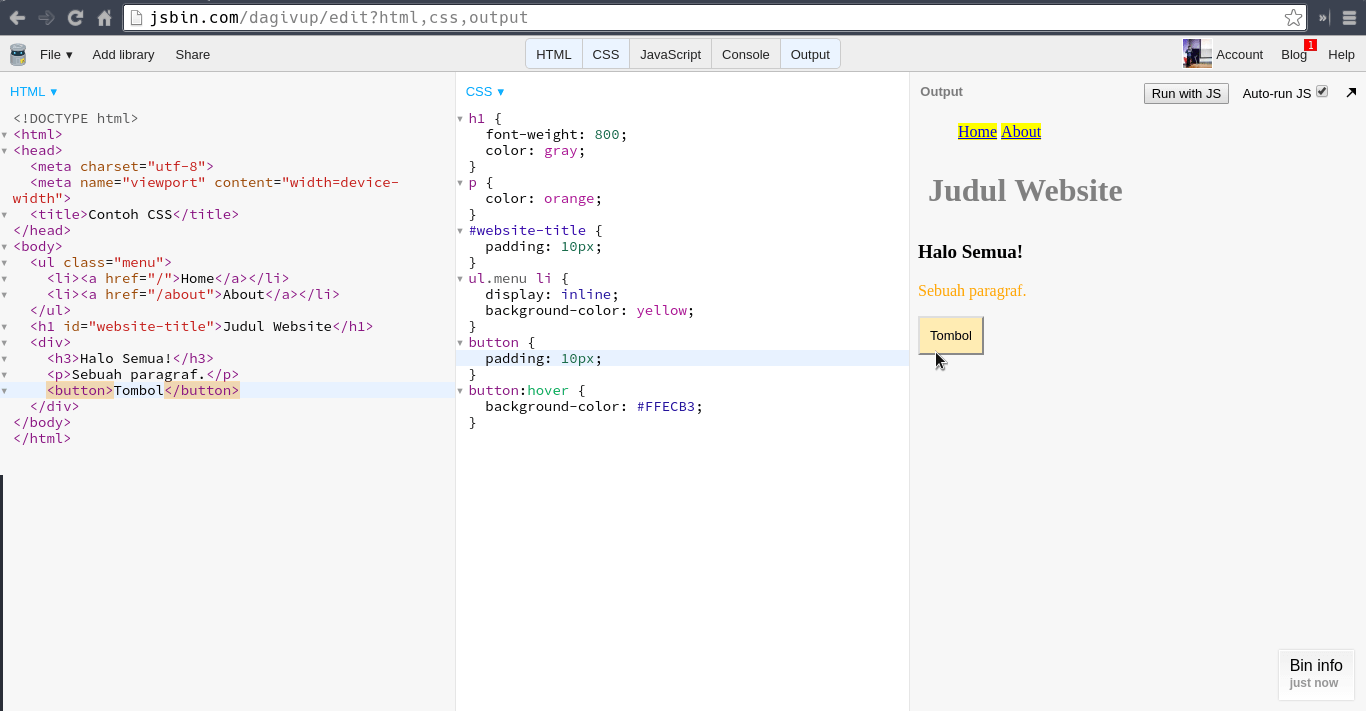 jsbin.com/dagivup/edit?html,css,output
File ▾ Add library Share HTML CSS JavaScript Console Output Account Blog 1 Help
HTML ▾
<!DOCTYPE html>
<html>
<head>
  <meta charset="utf-8">
  <meta name="viewport" content="width=device-
width">
  <title>Contoh CSS</title>
</head>
<body>
  <ul class="menu">
    <li><a href="/">Home</a></li>
    <li><a href="/about">About</a></li>
  </ul>
  <h1 id="website-title">Judul Website</h1>
  <div>
    <h3>Halo Semua!</h3>
    <p>Sebuah paragraf.</p>
    <button>Tombol</button>
  </div>
</body>
</html>
CSS ▾
h1 {
  font-weight: 800;
  color: gray;
}
p {
  color: orange;
}
#website-title {
  padding: 10px;
}
ul.menu li {
  display: inline;
  background-color: yellow;
}
button {
  padding: 10px;
}
button:hover {
  background-color: #FFECB3;
}
Output Run with JS Auto-run JS
Home About
Judul Website
Halo Semua!
Sebuah paragraf.
Tombol
Bin info
just now